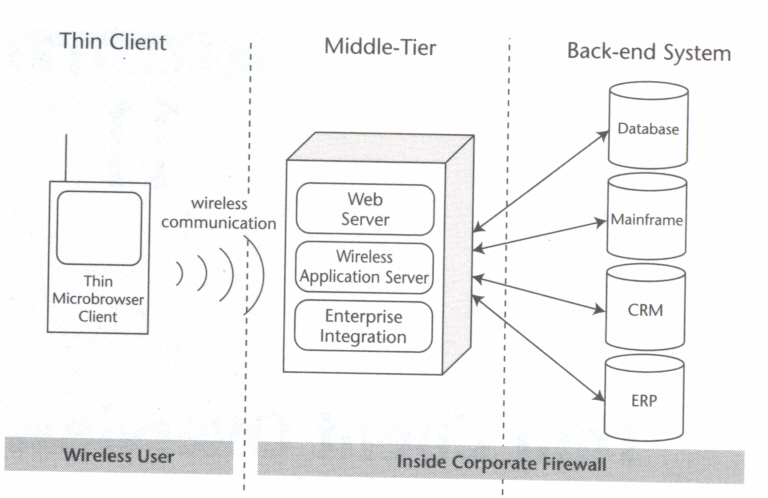 Thin Client
Middle-Tier
Back-end System
Database
wireless
communication
Web
Server
Mainframe
Wireless
Application Server
Thin
Microbrowser
Client
Enterprise
Integration
CRM
ERP
Wireless User
Inside Corporate Firewall